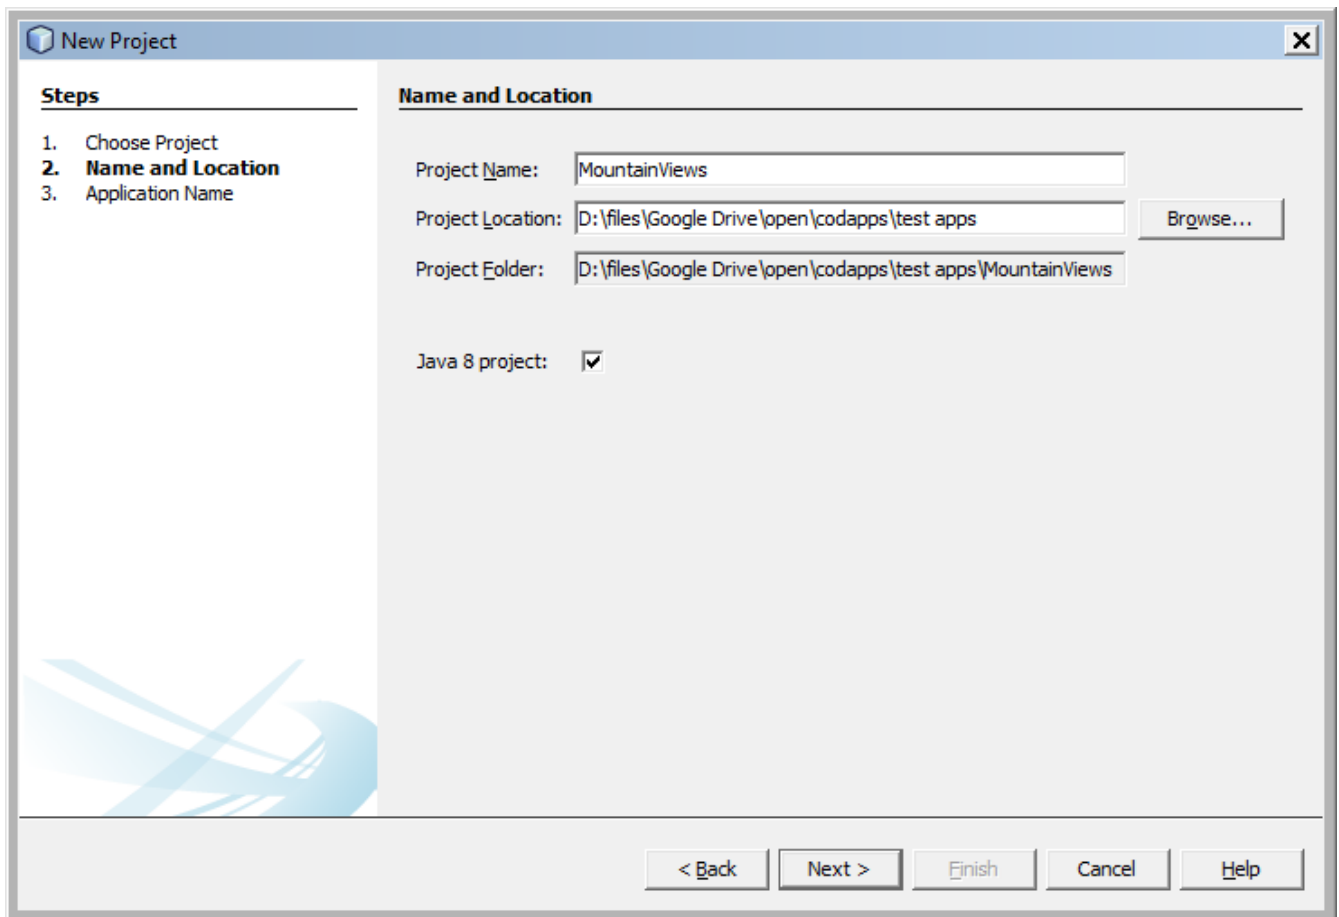 New Project
Steps
1. Choose Project
2. Name and Location
3. Application Name
Name and Location
Project Name: MountainViews
Project Location: D:\files\Google Drive\open\codapps\test apps Browse...
Project Folder: D:\files\Google Drive\open\codapps\test apps\MountainViews
Java 8 project:
< Back Next > Finish Cancel Help